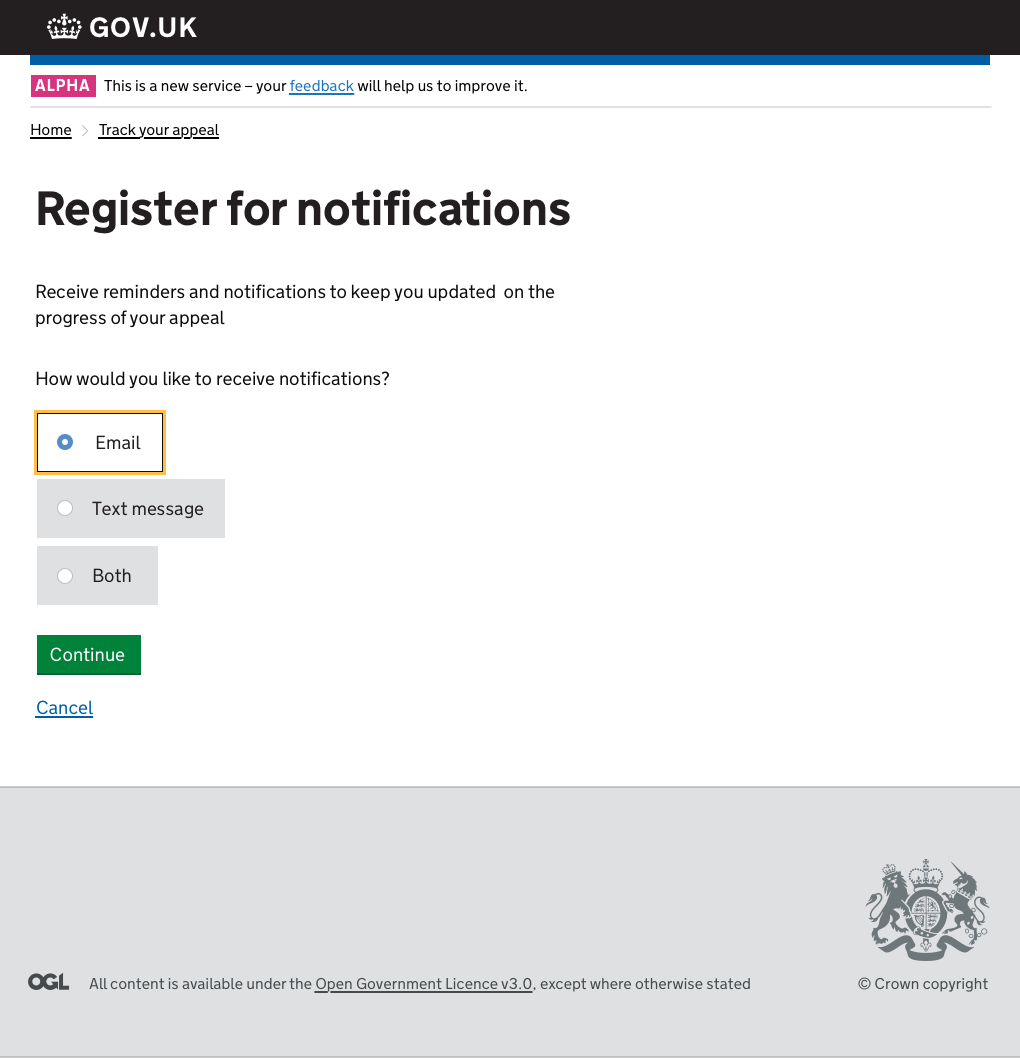 GOV.UK
ALPHA This is a new service – your feedback will help us to improve it.
Home Track your appeal
Register for notifications
Receive reminders and notifications to keep you updated on the
progress of your appeal
How would you like to receive notifications?
Email
Text message
Both
Continue
Cancel
OGL All content is available under the Open Government Licence v3.0, except where otherwise stated
© Crown copyright